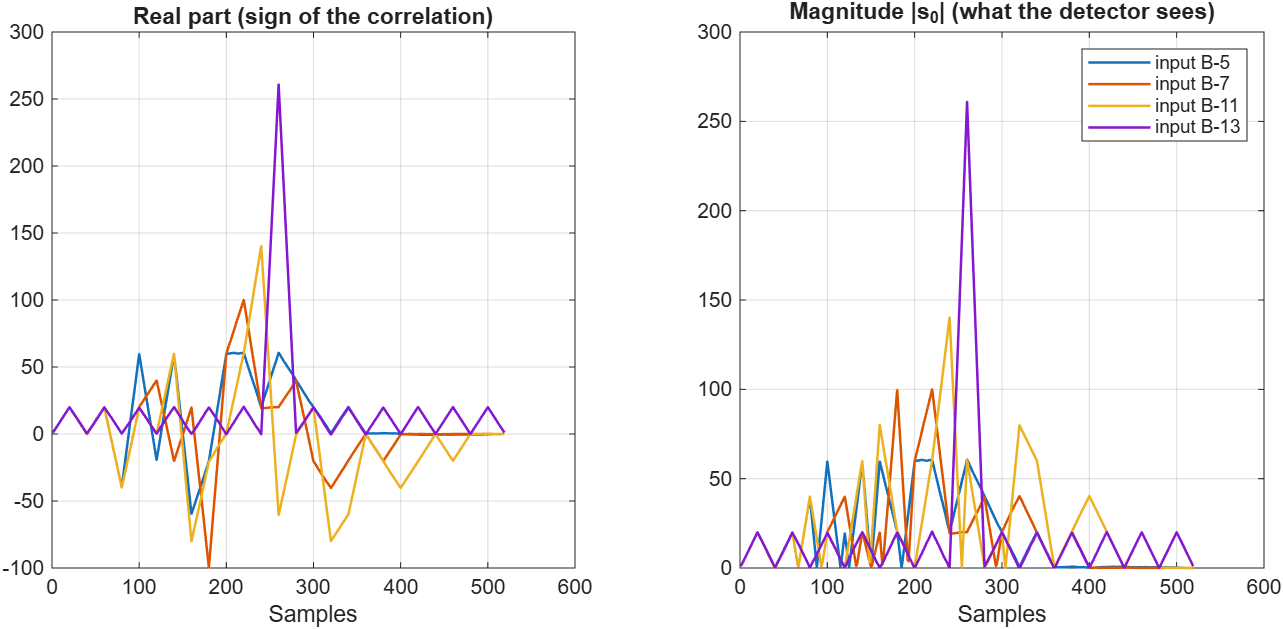 Real part (sign of the correlation)
300
250
200
150
100
50
0
-50
-100
0 100 200 300 400 500 600
Samples
Magnitude |s₀| (what the detector sees)
300
250
200
150
100
50
0
0 100 200 300 400 500 600
Samples
input B-5
input B-7
input B-11
input B-13